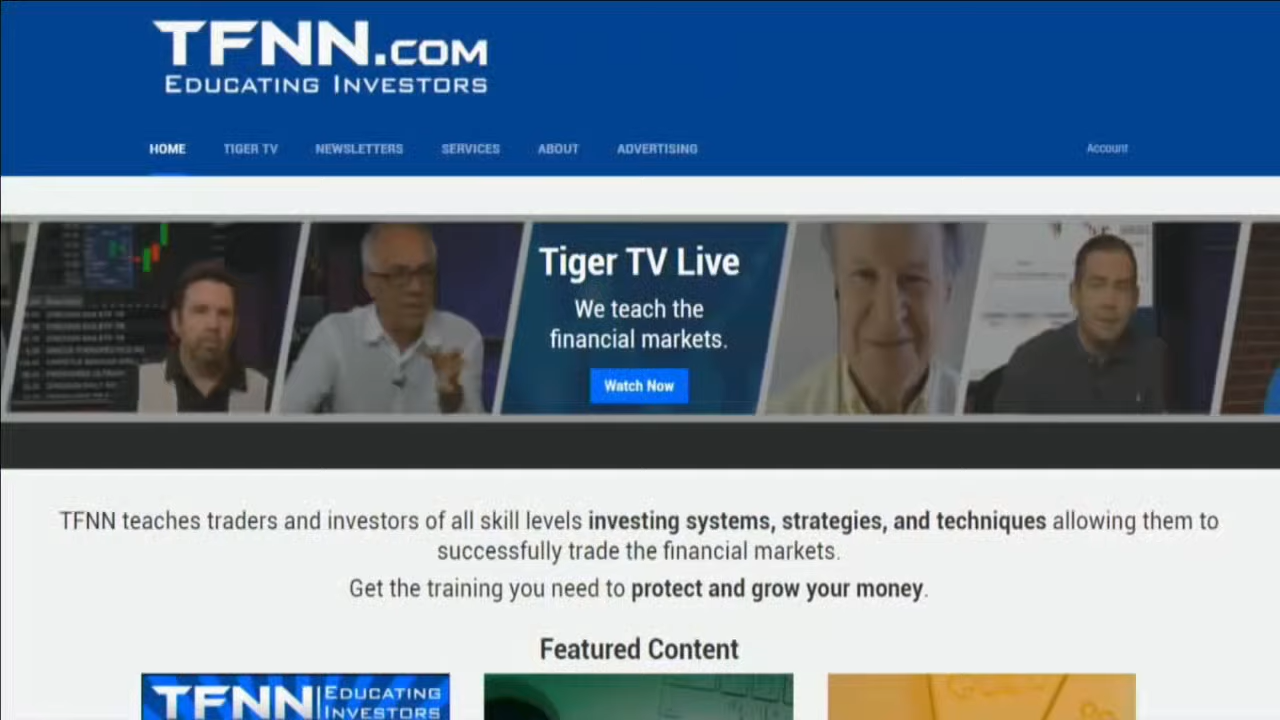 TFNN.COM
EDUCATING INVESTORS
HOME TIGER TV NEWSLETTERS SERVICES ABOUT ADVERTISING Account
Tiger TV Live
We teach the
financial markets.
Watch Now
TFNN teaches traders and investors of all skill levels investing systems, strategies, and techniques allowing them to
successfully trade the financial markets.
Get the training you need to protect and grow your money.
Featured Content
TFNN EDUCATING
INVESTORS